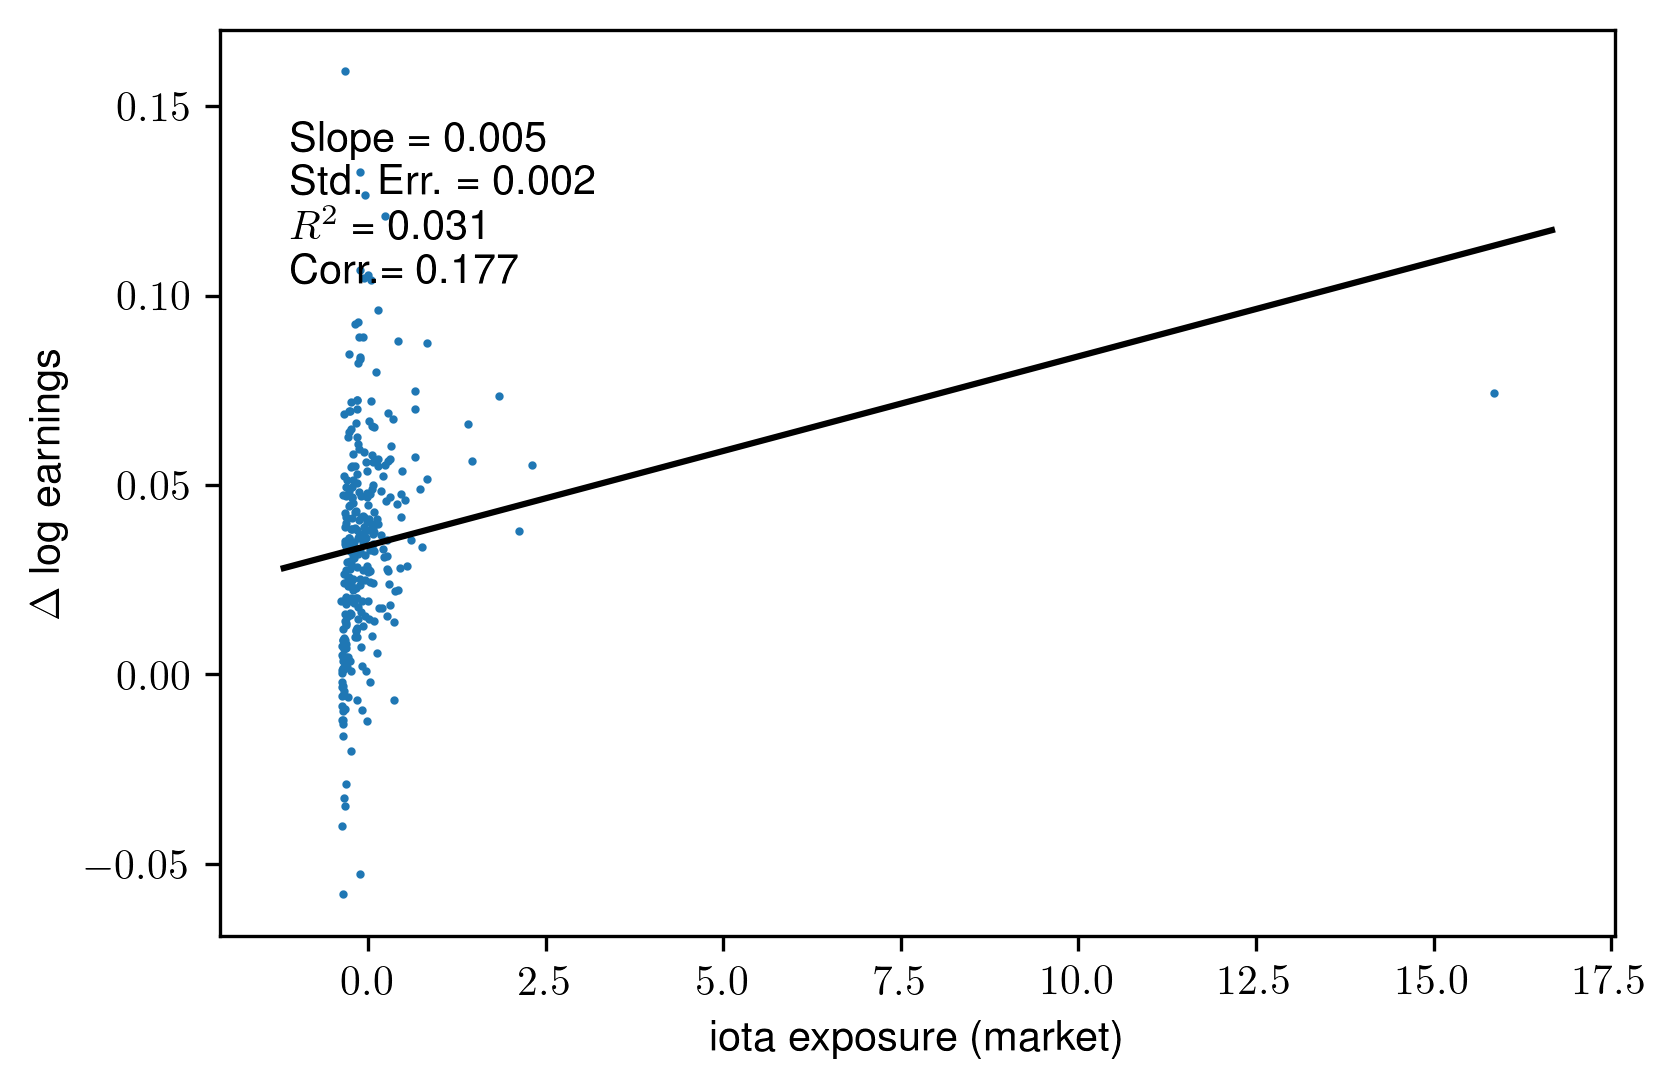 0.15
0.10
0.05
0.00
−0.05
Δ log earnings
Slope = 0.005
Std. Err. = 0.002
R² = 0.031
Corr.= 0.177
0.0 2.5 5.0 7.5 10.0 12.5 15.0 17.5
iota exposure (market)